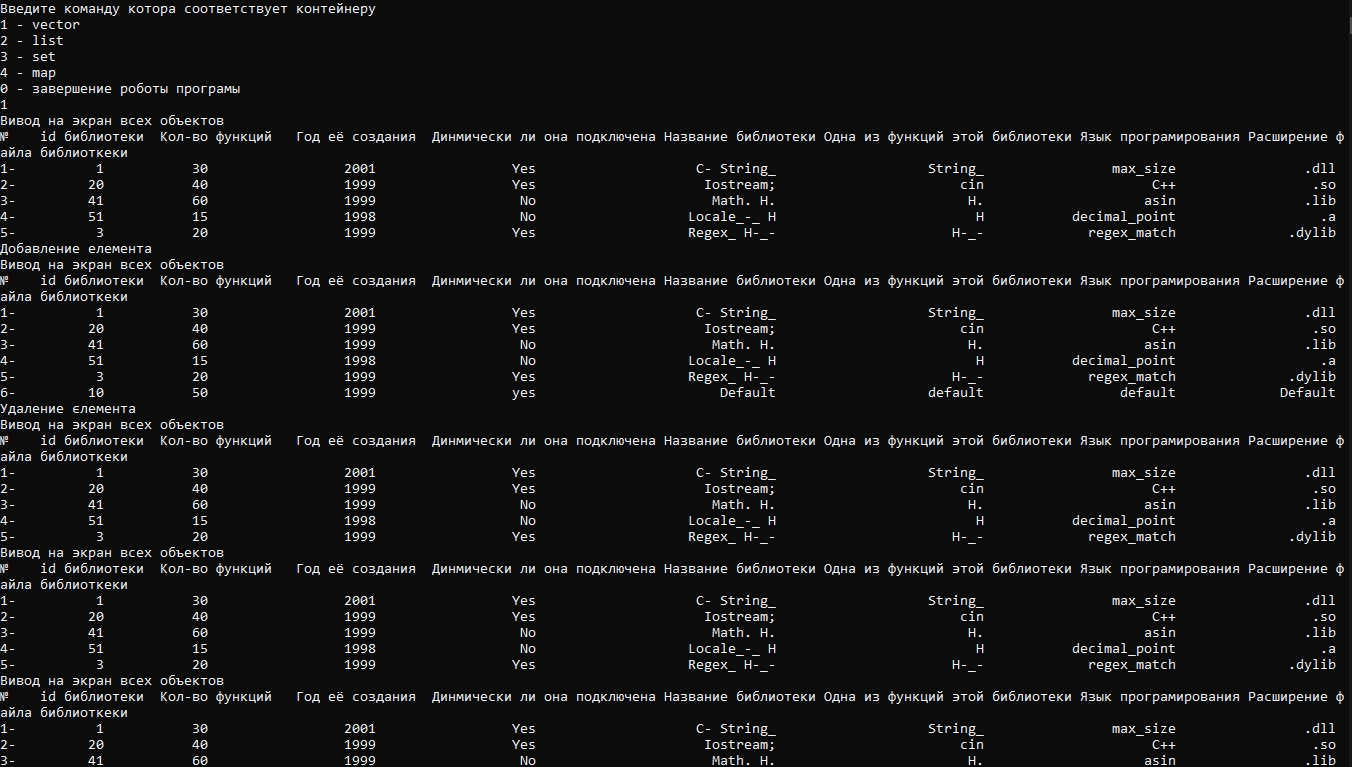 Введите команду котора соответствует контейнеру
1 - vector
2 - list
3 - set
4 - map
0 - завершение роботы програмы
1
Вивод на экран всех объектов
№    id библиотеки  Кол-во функций   Год её создания  Динмически ли она подключена Название библиотеки Одна из функций этой библиотеки Язык програмирования Расширение ф
айла библиоткеки
1-          1           30                 2001                 Yes                    C- String_                   String_                max_size                .dll
2-         20           40                 1999                 Yes                     Iostream;                       cin                     C++                 .so
3-         41           60                 1999                  No                      Math. H.                        H.                    asin                .lib
4-         51           15                 1998                  No                   Locale_-_ H                         H           decimal_point                  .a
5-          3           20                 1999                 Yes                   Regex_ H-_-                      H-_-             regex_match              .dylib
Добавление елемента
Вивод на экран всех объектов
№    id библиотеки  Кол-во функций   Год её создания  Динмически ли она подключена Название библиотеки Одна из функций этой библиотеки Язык програмирования Расширение ф
айла библиоткеки
1-          1           30                 2001                 Yes                    C- String_                   String_                max_size                .dll
2-         20           40                 1999                 Yes                     Iostream;                       cin                     C++                 .so
3-         41           60                 1999                  No                      Math. H.                        H.                    asin                .lib
4-         51           15                 1998                  No                   Locale_-_ H                         H           decimal_point                  .a
5-          3           20                 1999                 Yes                   Regex_ H-_-                      H-_-             regex_match              .dylib
6-         10           50                 1999                 yes                       Default                   default                 default             Default
Удаление єлемента
Вивод на экран всех объектов
№    id библиотеки  Кол-во функций   Год её создания  Динмически ли она подключена Название библиотеки Одна из функций этой библиотеки Язык програмирования Расширение ф
айла библиоткеки
1-          1           30                 2001                 Yes                    C- String_                   String_                max_size                .dll
2-         20           40                 1999                 Yes                     Iostream;                       cin                     C++                 .so
3-         41           60                 1999                  No                      Math. H.                        H.                    asin                .lib
4-         51           15                 1998                  No                   Locale_-_ H                         H           decimal_point                  .a
5-          3           20                 1999                 Yes                   Regex_ H-_-                      H-_-             regex_match              .dylib
Вивод на экран всех объектов
№    id библиотеки  Кол-во функций   Год её создания  Динмически ли она подключена Название библиотеки Одна из функций этой библиотеки Язык програмирования Расширение ф
айла библиоткеки
1-          1           30                 2001                 Yes                    C- String_                   String_                max_size                .dll
2-         20           40                 1999                 Yes                     Iostream;                       cin                     C++                 .so
3-         41           60                 1999                  No                      Math. H.                        H.                    asin                .lib
4-         51           15                 1998                  No                   Locale_-_ H                         H           decimal_point                  .a
5-          3           20                 1999                 Yes                   Regex_ H-_-                      H-_-             regex_match              .dylib
Вивод на экран всех объектов
№    id библиотеки  Кол-во функций   Год её создания  Динмически ли она подключена Название библиотеки Одна из функций этой библиотеки Язык програмирования Расширение ф
айла библиоткеки
1-          1           30                 2001                 Yes                    C- String_                   String_                max_size                .dll
2-         20           40                 1999                 Yes                     Iostream;                       cin                     C++                 .so
3-         41           60                 1999                  No                      Math. H.                        H.                    asin                .lib